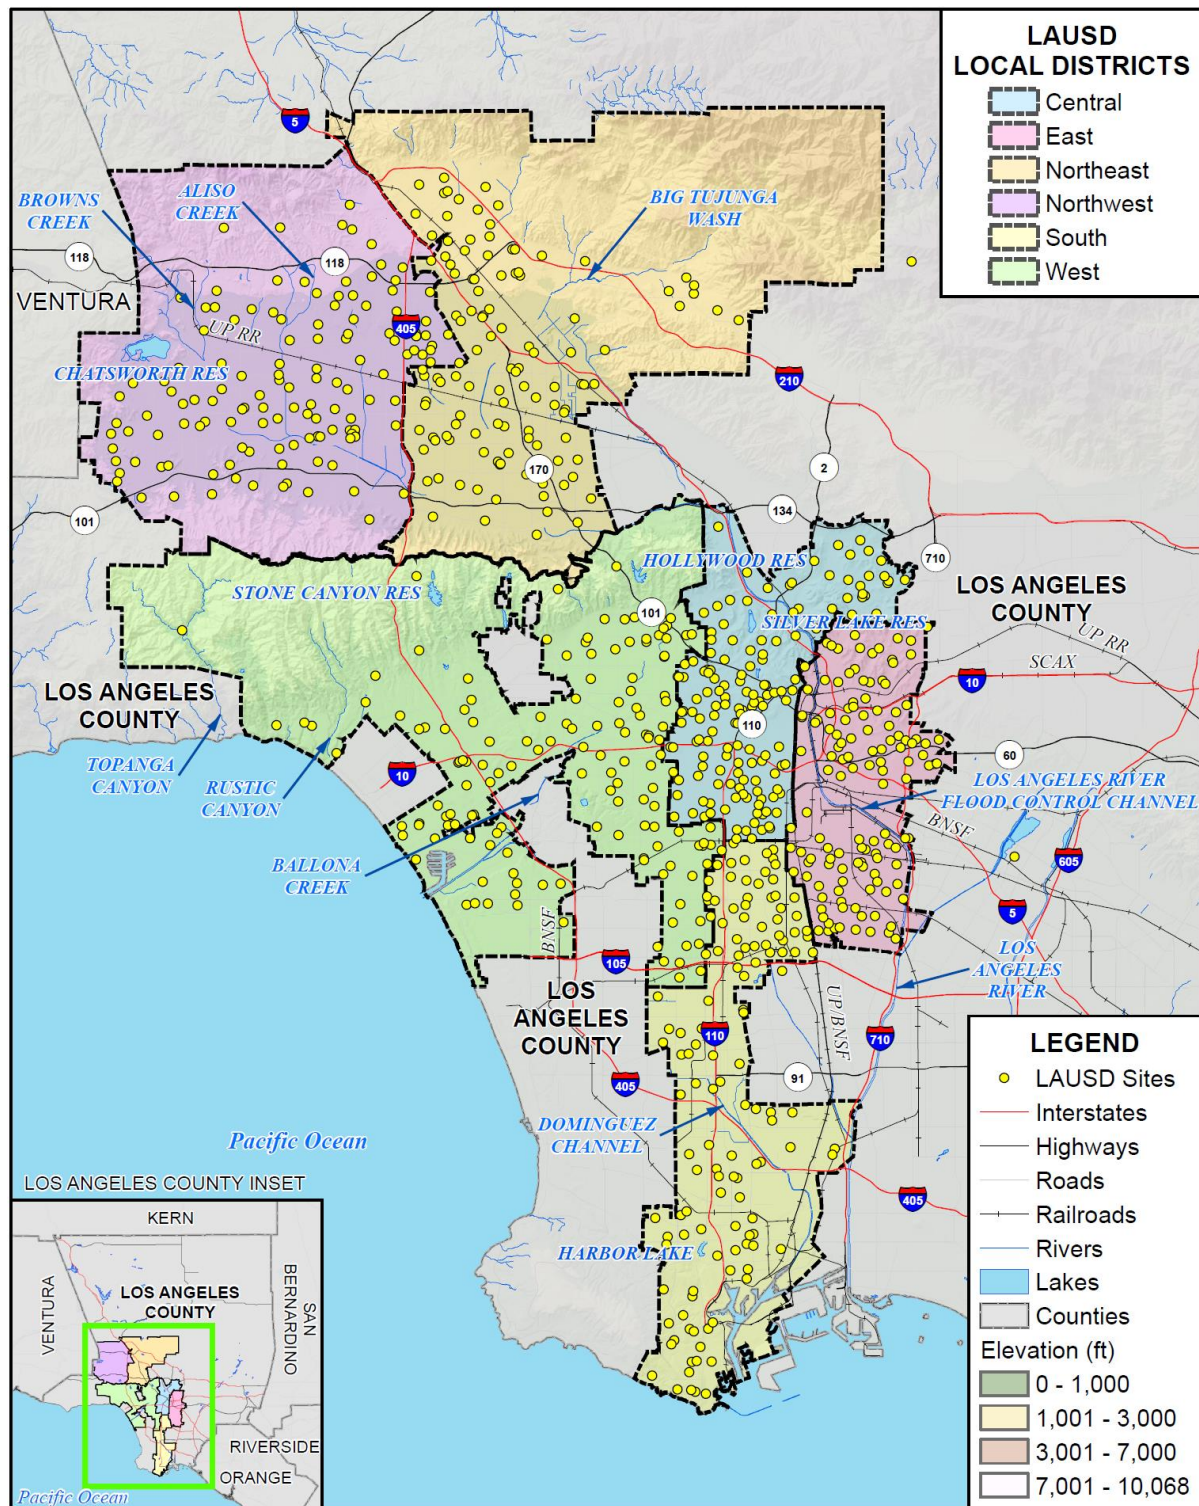 LAUSD
LOCAL DISTRICTS
Central
East
Northeast
Northwest
South
West
5
BROWNS
CREEK
ALISO
CREEK
BIG TUJUNGA
WASH
118
118
VENTURA
405
UP RR
CHATSWORTH RES
210
170
2
101
134
710
HOLLYWOOD RES
STONE CANYON RES
101
SILVER LAKE RES
LOS ANGELES
COUNTY
UP RR
SCAX
10
LOS ANGELES
COUNTY
110
60
TOPANGA
CANYON
RUSTIC
CANYON
10
LOS ANGELES RIVER
FLOOD CONTROL CHANNEL
BNSF
BALLONA
CREEK
605
5
BNSF
105
LOS
ANGELES
RIVER
LOS
ANGELES
COUNTY
110
UP/BNSF
710
405
91
DOMINGUEZ
CHANNEL
Pacific Ocean
405
HARBOR LAKE
LEGEND
LAUSD Sites
Interstates
Highways
Roads
Railroads
Rivers
Lakes
Counties
Elevation (ft)
0 - 1,000
1,001 - 3,000
3,001 - 7,000
7,001 - 10,068
LOS ANGELES COUNTY INSET
KERN
VENTURA
LOS ANGELES
COUNTY
SAN
BERNARDINO
RIVERSIDE
ORANGE
Pacific Ocean